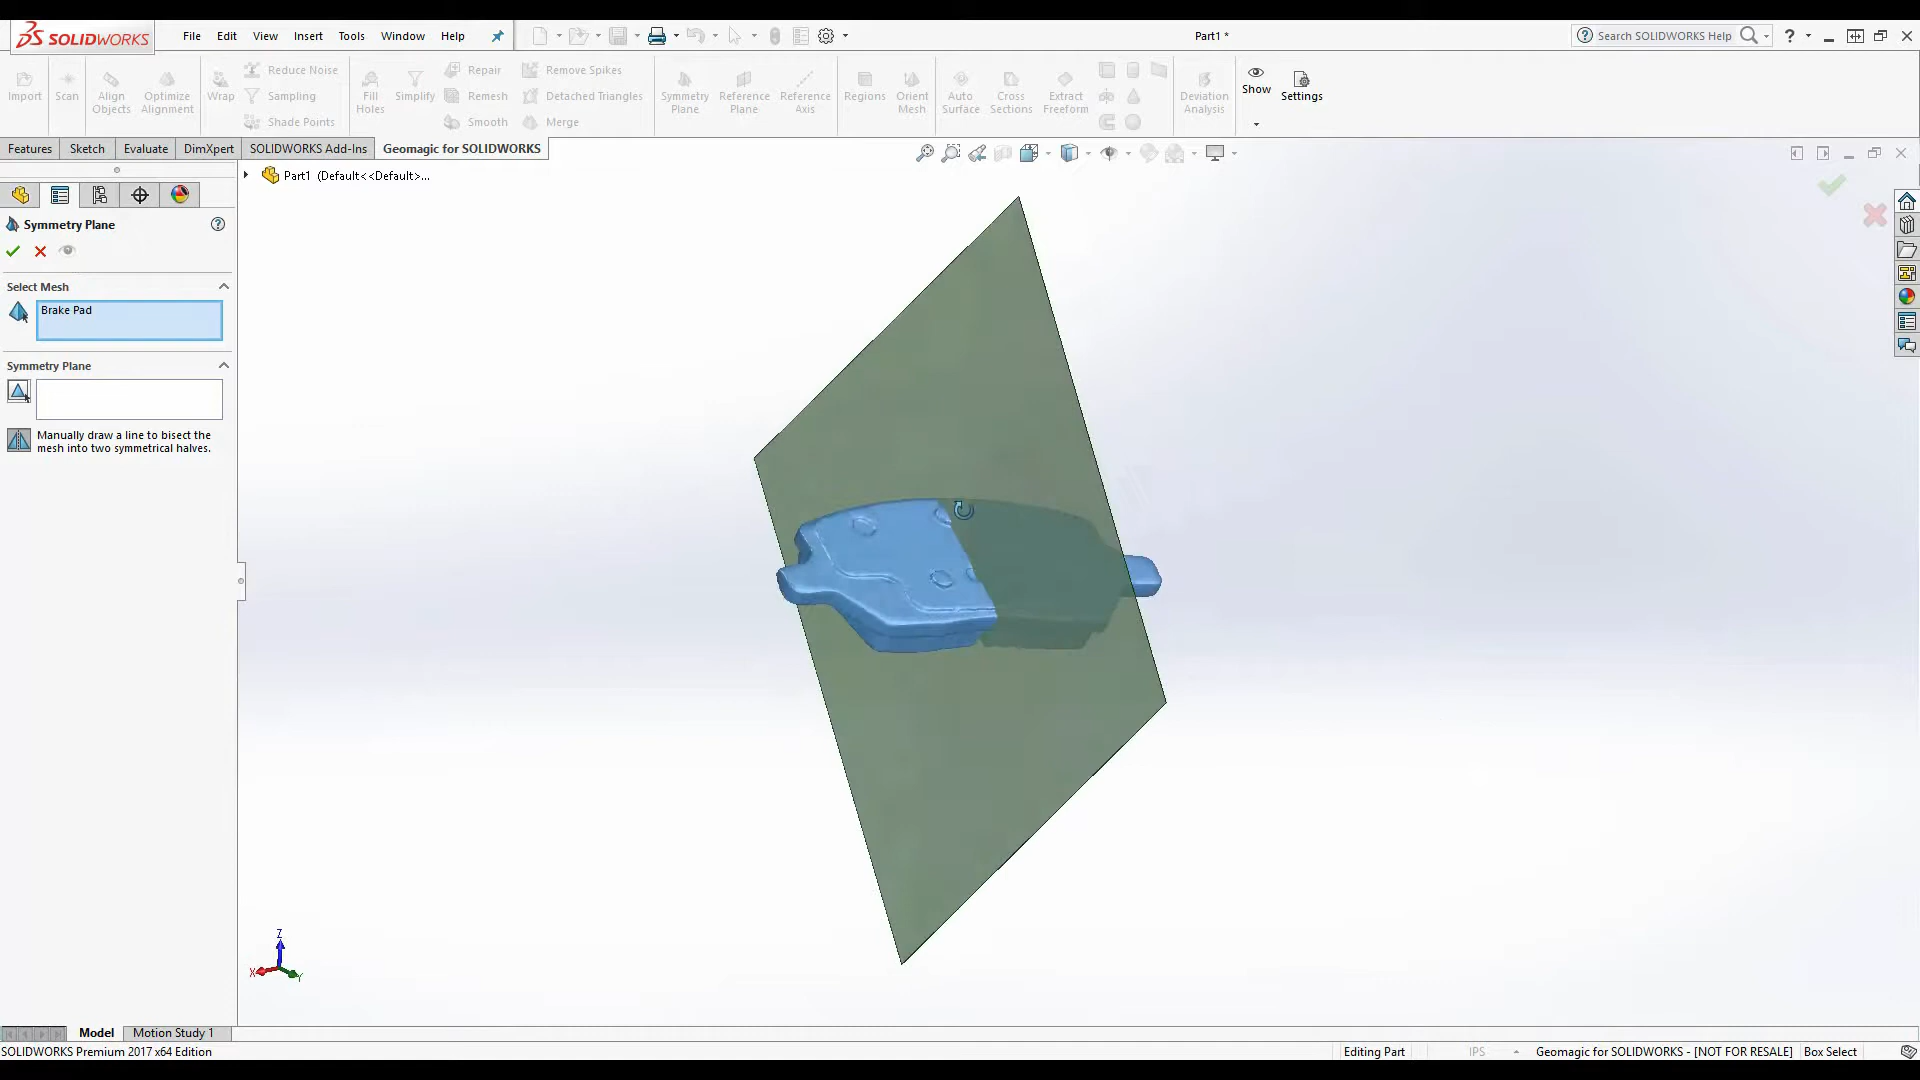 SOLIDWORKS File Edit View Insert Tools Window Help Part1 * Search SOLIDWORKS Help ?
Import Scan Align Objects Optimize Alignment Wrap Reduce Noise Sampling Shade Points Fill Holes Simplify Repair Remesh Smooth Remove Spikes Detached Triangles Merge Symmetry Plane Reference Plane Reference Axis Regions Orient Mesh Auto Surface Cross Sections Extract Freeform Deviation Analysis Show Settings
Features Sketch Evaluate DimXpert SOLIDWORKS Add-Ins Geomagic for SOLIDWORKS
Part1 (Default<<Default>...
Symmetry Plane ?
Select Mesh
Brake Pad
Symmetry Plane
Manually draw a line to bisect the
mesh into two symmetrical halves.
Z
X Y
Model Motion Study 1
SOLIDWORKS Premium 2017 x64 Edition Editing Part IPS Geomagic for SOLIDWORKS - [NOT FOR RESALE] Box Select